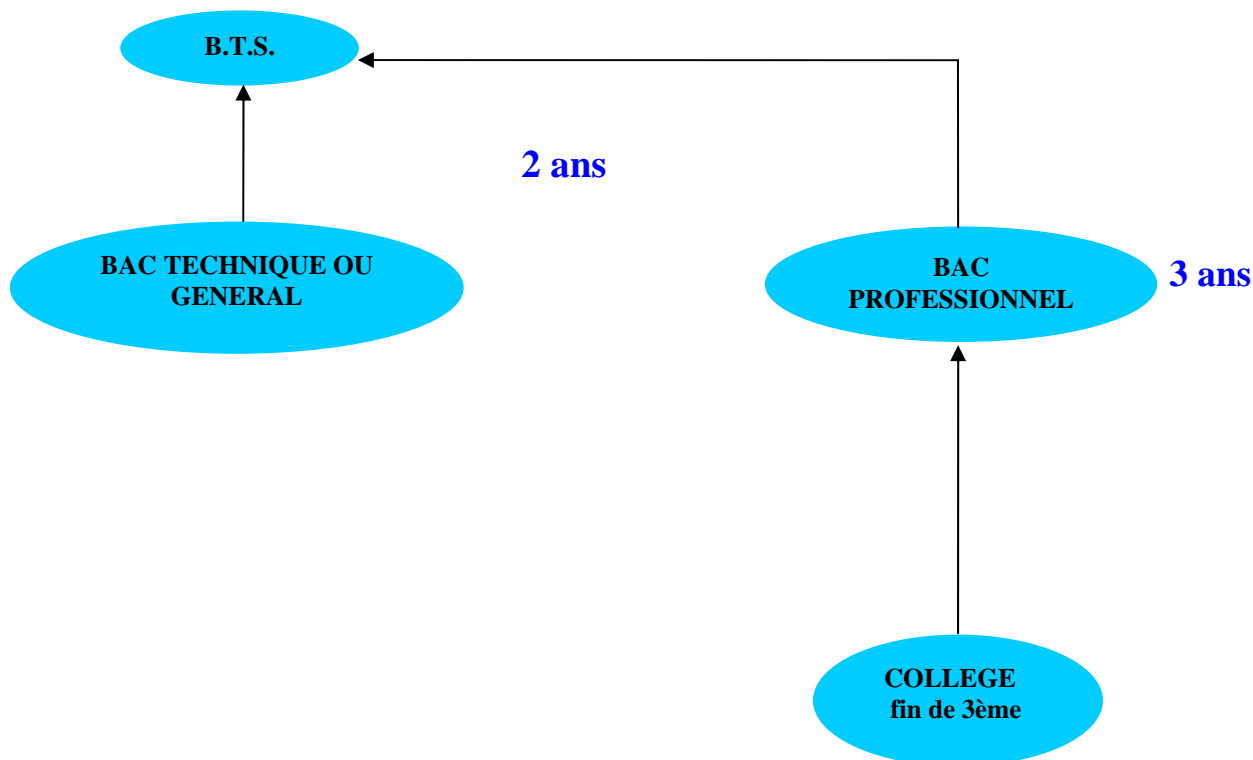 B.T.S.
2 ans
BAC TECHNIQUE OU
GENERAL
BAC
PROFESSIONNEL
3 ans
COLLEGE
fin de 3ème